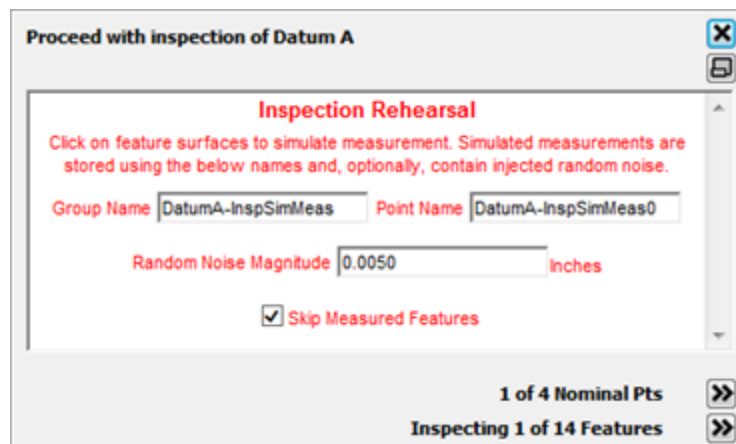 Proceed with inspection of Datum A
Inspection Rehearsal
Click on feature surfaces to simulate measurement. Simulated measurements are
stored using the below names and, optionally, contain injected random noise.
Group Name DatumA-InspSimMeas Point Name DatumA-InspSimMeas0
Random Noise Magnitude 0.0050 Inches
Skip Measured Features
1 of 4 Nominal Pts
Inspecting 1 of 14 Features